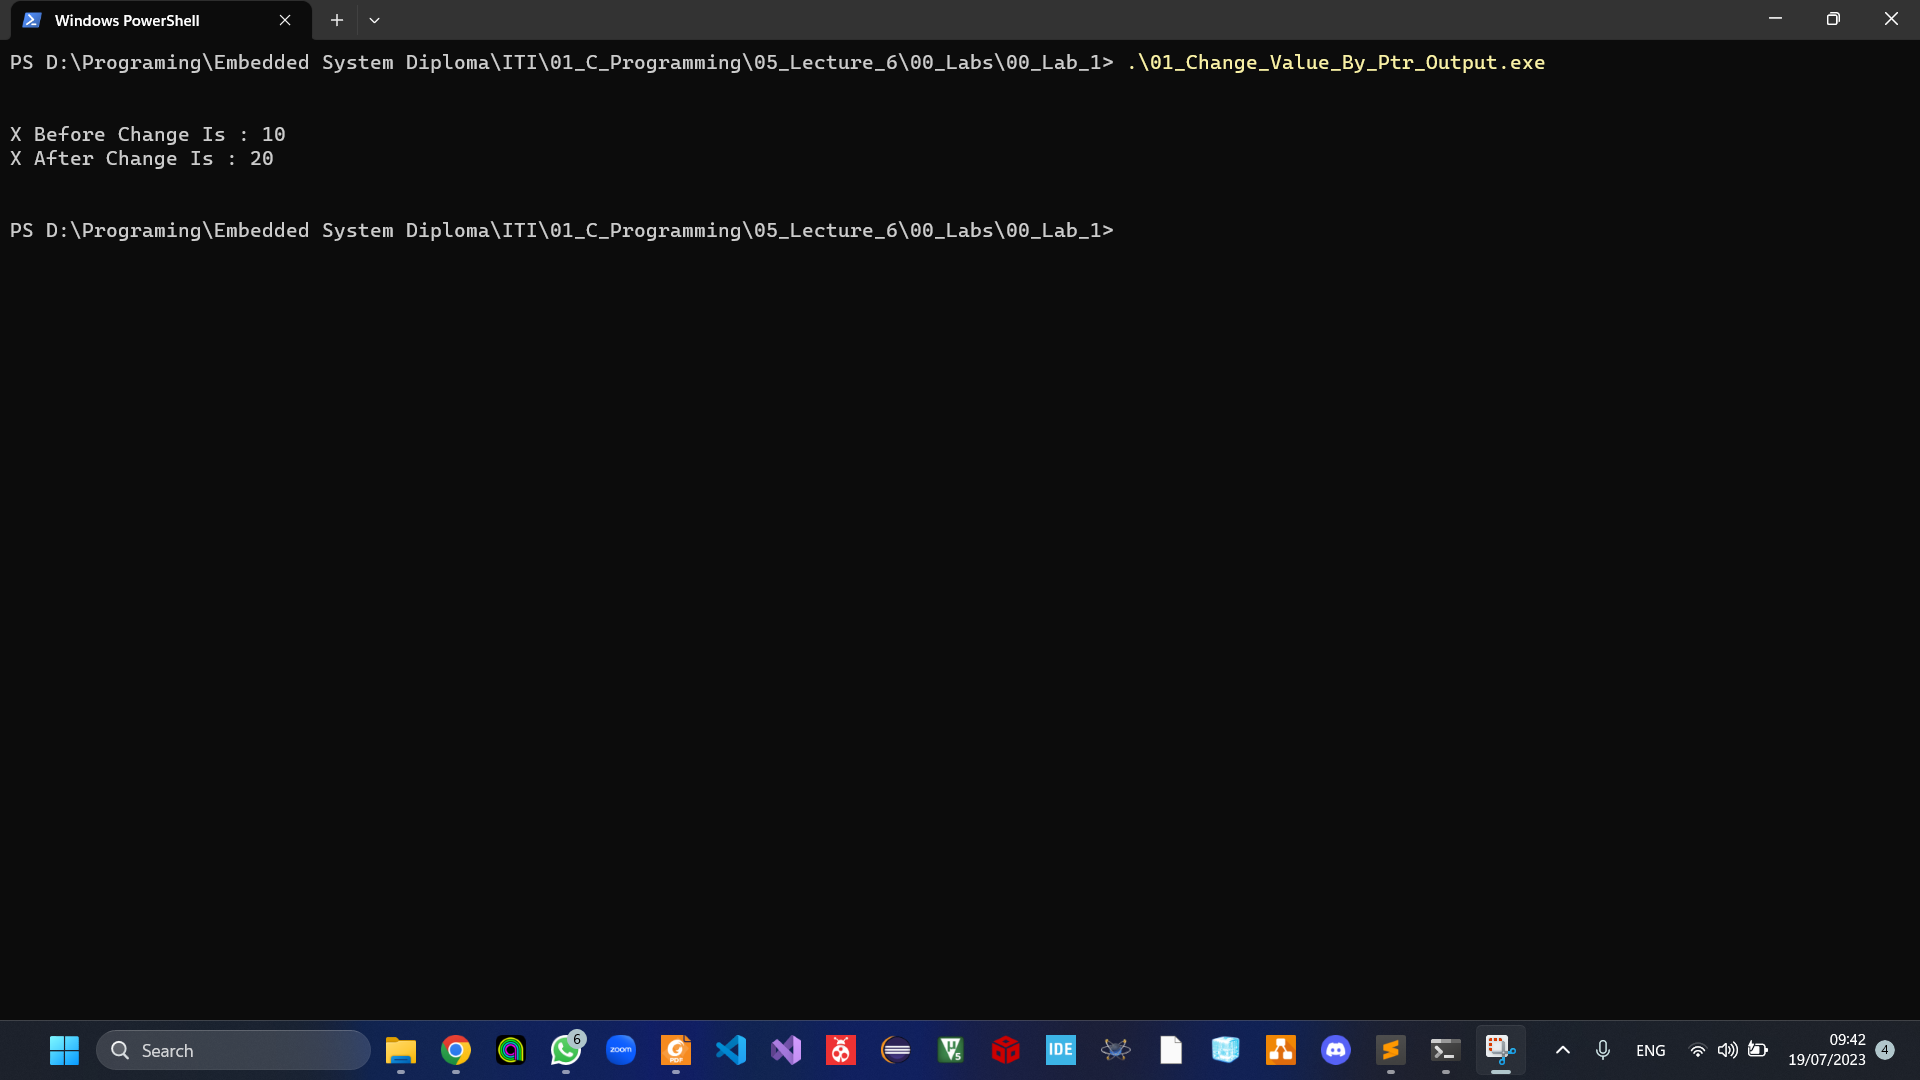 Windows PowerShell
PS D:\Programing\Embedded System Diploma\ITI\01_C_Programming\05_Lecture_6\00_Labs\00_Lab_1> .\01_Change_Value_By_Ptr_Output.exe
X Before Change Is : 10
X After Change Is : 20
PS D:\Programing\Embedded System Diploma\ITI\01_C_Programming\05_Lecture_6\00_Labs\00_Lab_1>
Search
6
zoom
PDF
V5
IDE
ENG
09:42
19/07/2023
4